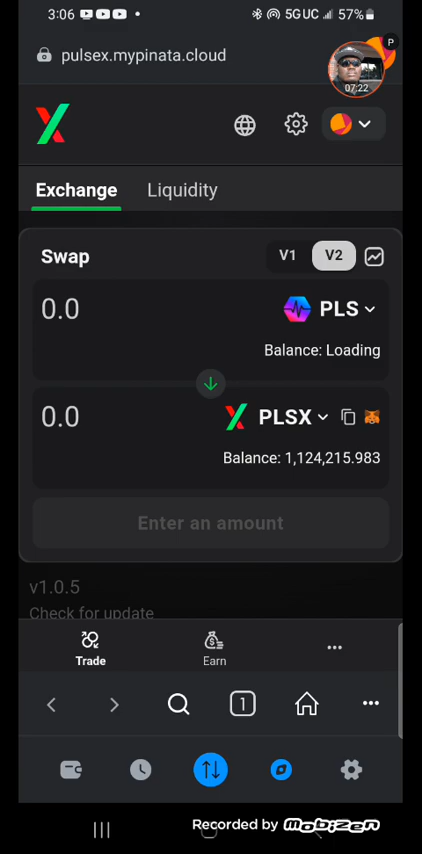 3:06
5G UC
57%
pulsex.mypinata.cloud
P
07:22
Exchange Liquidity
Swap V1 V2
0.0 PLS
Balance: Loading
0.0 PLSX
Balance: 1,124,215.983
Enter an amount
v1.0.5
Check for update
Trade Earn
1
Recorded by MOBiZEN